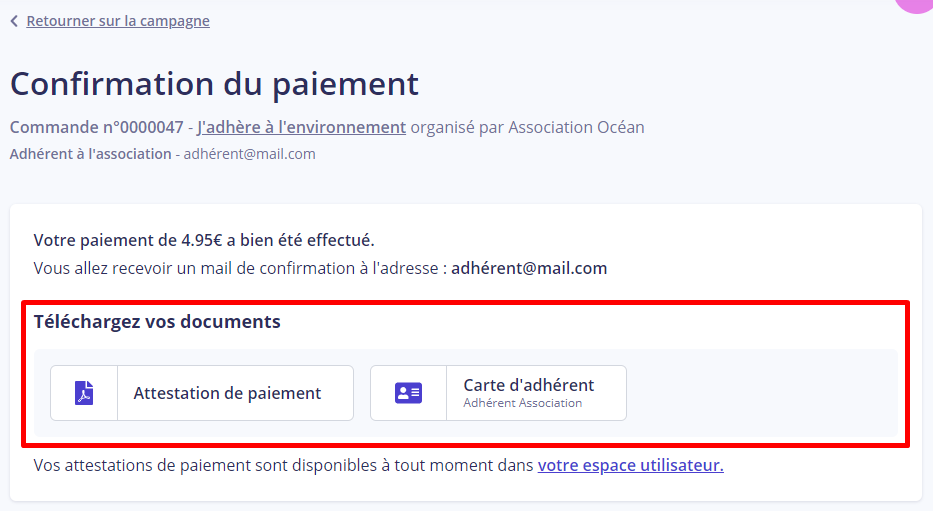 Retourner sur la campagne
Confirmation du paiement
Commande n°0000047 - J'adhère à l'environnement organisé par Association Océan
Adhérent à l'association - adhérent@mail.com
Votre paiement de 4.95€ a bien été effectué.
Vous allez recevoir un mail de confirmation à l'adresse : adhérent@mail.com
Téléchargez vos documents
Attestation de paiement
Carte d'adhérent
Adhérent Association
Vos attestations de paiement sont disponibles à tout moment dans votre espace utilisateur.